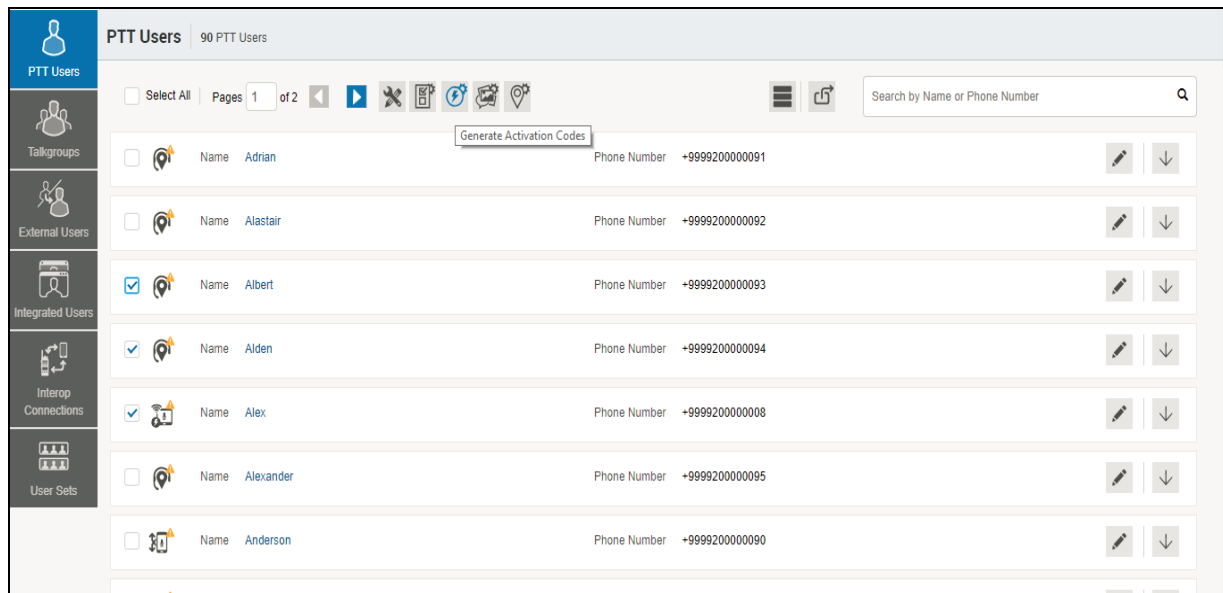 PTT Users
Talkgroups
External Users
Integrated Users
Interop
Connections
User Sets
PTT Users 90 PTT Users
Select All Pages 1 of 2
Search by Name or Phone Number
Generate Activation Codes
Name Adrian Phone Number +9999200000091
Name Alastair Phone Number +9999200000092
Name Albert Phone Number +9999200000093
Name Alden Phone Number +9999200000094
Name Alex Phone Number +9999200000008
Name Alexander Phone Number +9999200000095
Name Anderson Phone Number +9999200000090